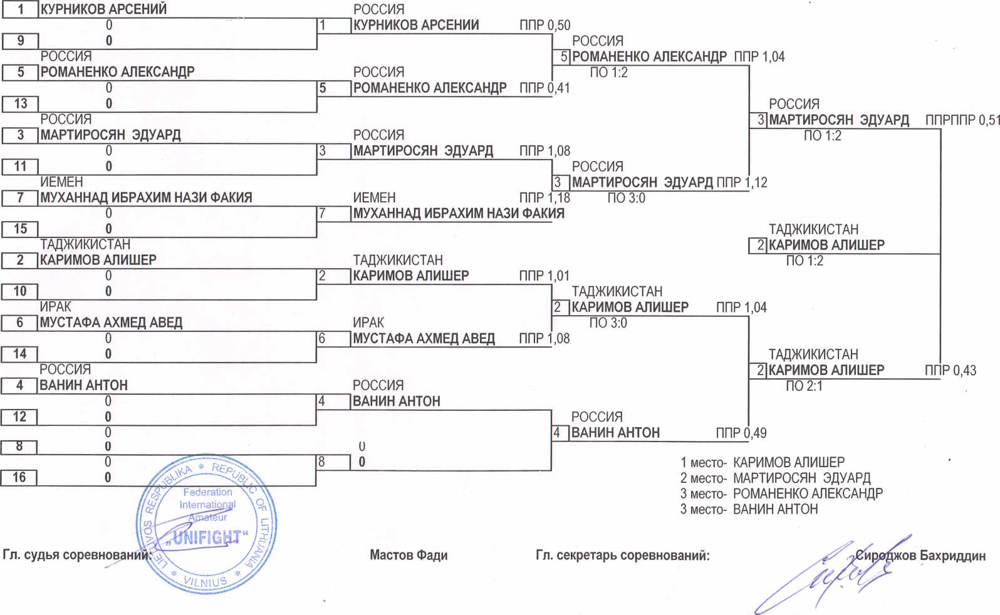 1 КУРНИКОВ АРСЕНИЙ РОССИЯ
0 1 КУРНИКОВ АРСЕНИИ ППР 0,50
9 0 РОССИЯ
РОССИЯ 5 РОМАНЕНКО АЛЕКСАНДР ППР 1,04
5 РОМАНЕНКО АЛЕКСАНДР РОССИЯ ПО 1:2
0 5 РОМАНЕНКО АЛЕКСАНДР ППР 0,41
13 0 РОССИЯ
РОССИЯ 3 МАРТИРОСЯН ЭДУАРД ППРППР 0,51
3 МАРТИРОСЯН ЭДУАРД РОССИЯ ПО 1:2
0 3 МАРТИРОСЯН ЭДУАРД ППР 1,08
11 0 РОССИЯ
ИЕМЕН 3 МАРТИРОСЯН ЭДУАРД ППР 1,12
7 МУХАННАД ИБРАХИМ НАЗИ ФАКИЯ ИЕМЕН ППР 1,18 ПО 3:0
0 7 МУХАННАД ИБРАХИМ НАЗИ ФАКИЯ
15 0 ТАДЖИКИСТАН
ТАДЖИКИСТАН 2 КАРИМОВ АЛИШЕР
2 КАРИМОВ АЛИШЕР ТАДЖИКИСТАН ПО 1:2
0 2 КАРИМОВ АЛИШЕР ППР 1,01
10 0 ТАДЖИКИСТАН
ИРАК 2 КАРИМОВ АЛИШЕР ППР 1,04
6 МУСТАФА АХМЕД АВЕД ИРАК ПО 3:0
0 6 МУСТАФА АХМЕД АВЕД ППР 1,08
14 0 ТАДЖИКИСТАН
РОССИЯ 2 КАРИМОВ АЛИШЕР ППР 0,43
4 ВАНИН АНТОН РОССИЯ ПО 2:1
0 4 ВАНИН АНТОН
12 0 РОССИЯ
0 4 ВАНИН АНТОН ППР 0,49
8 0 0
0 8 0
16 0
1 место- КАРИМОВ АЛИШЕР
2 место- МАРТИРОСЯН ЭДУАРД
3 место- РОМАНЕНКО АЛЕКСАНДР
3 место- ВАНИН АНТОН
LIETUVOS RESPUBLIKA * REPUBLIC OF LITHUANIA
* VILNIUS *
Federation
International
Amateur
„UNIFIGHT“
Гл. судья соревнований: Мастов Фади Гл. секретарь соревнований: Сироджов Бахриддин